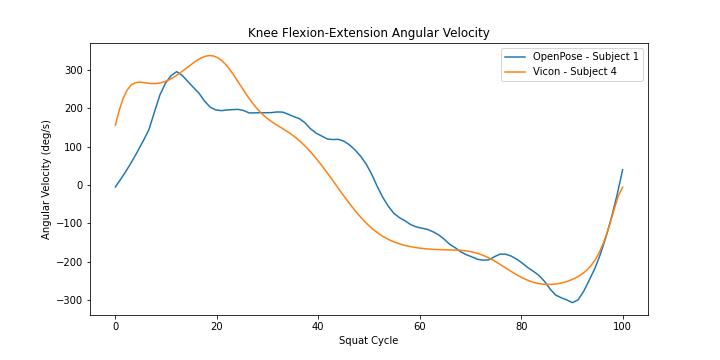 Knee Flexion-Extension Angular Velocity
OpenPose - Subject 1
Vicon - Subject 4
Angular Velocity (deg/s)
300
200
100
0
−100
−200
−300
0
20
40
60
80
100
Squat Cycle